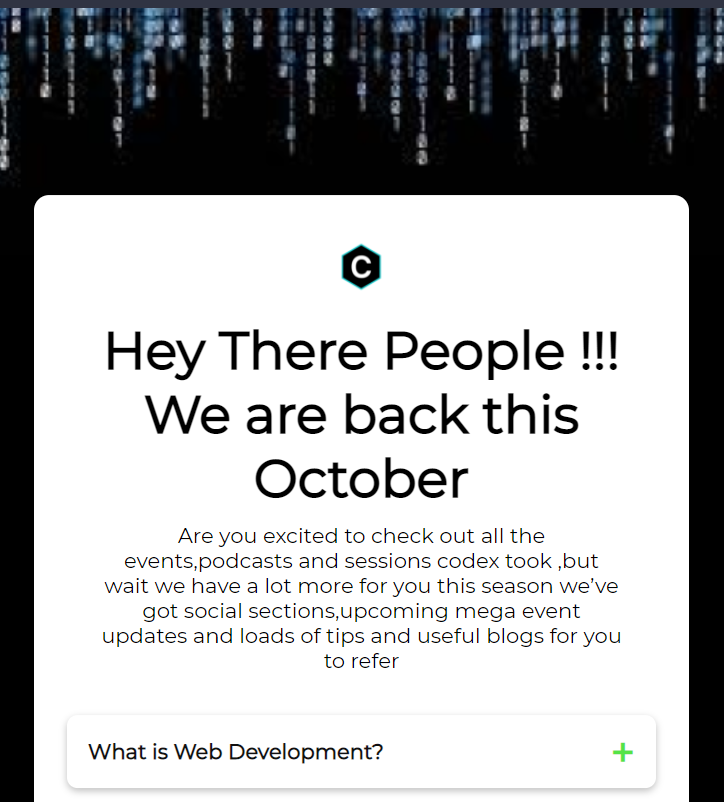 C
Hey There People !!!
We are back this
October
Are you excited to check out all the
events,podcasts and sessions codex took ,but
wait we have a lot more for you this season we’ve
got social sections,upcoming mega event
updates and loads of tips and useful blogs for you
to refer
What is Web Development? +